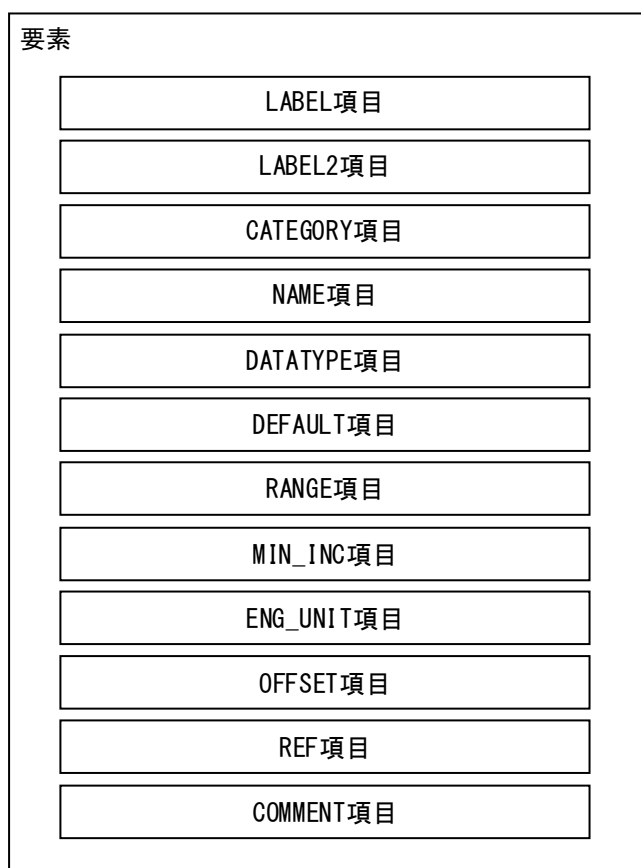 要素
LABEL項目
LABEL2項目
CATEGORY項目
NAME項目
DATATYPE項目
DEFAULT項目
RANGE項目
MIN_INC項目
ENG_UNIT項目
OFFSET項目
REF項目
COMMENT項目